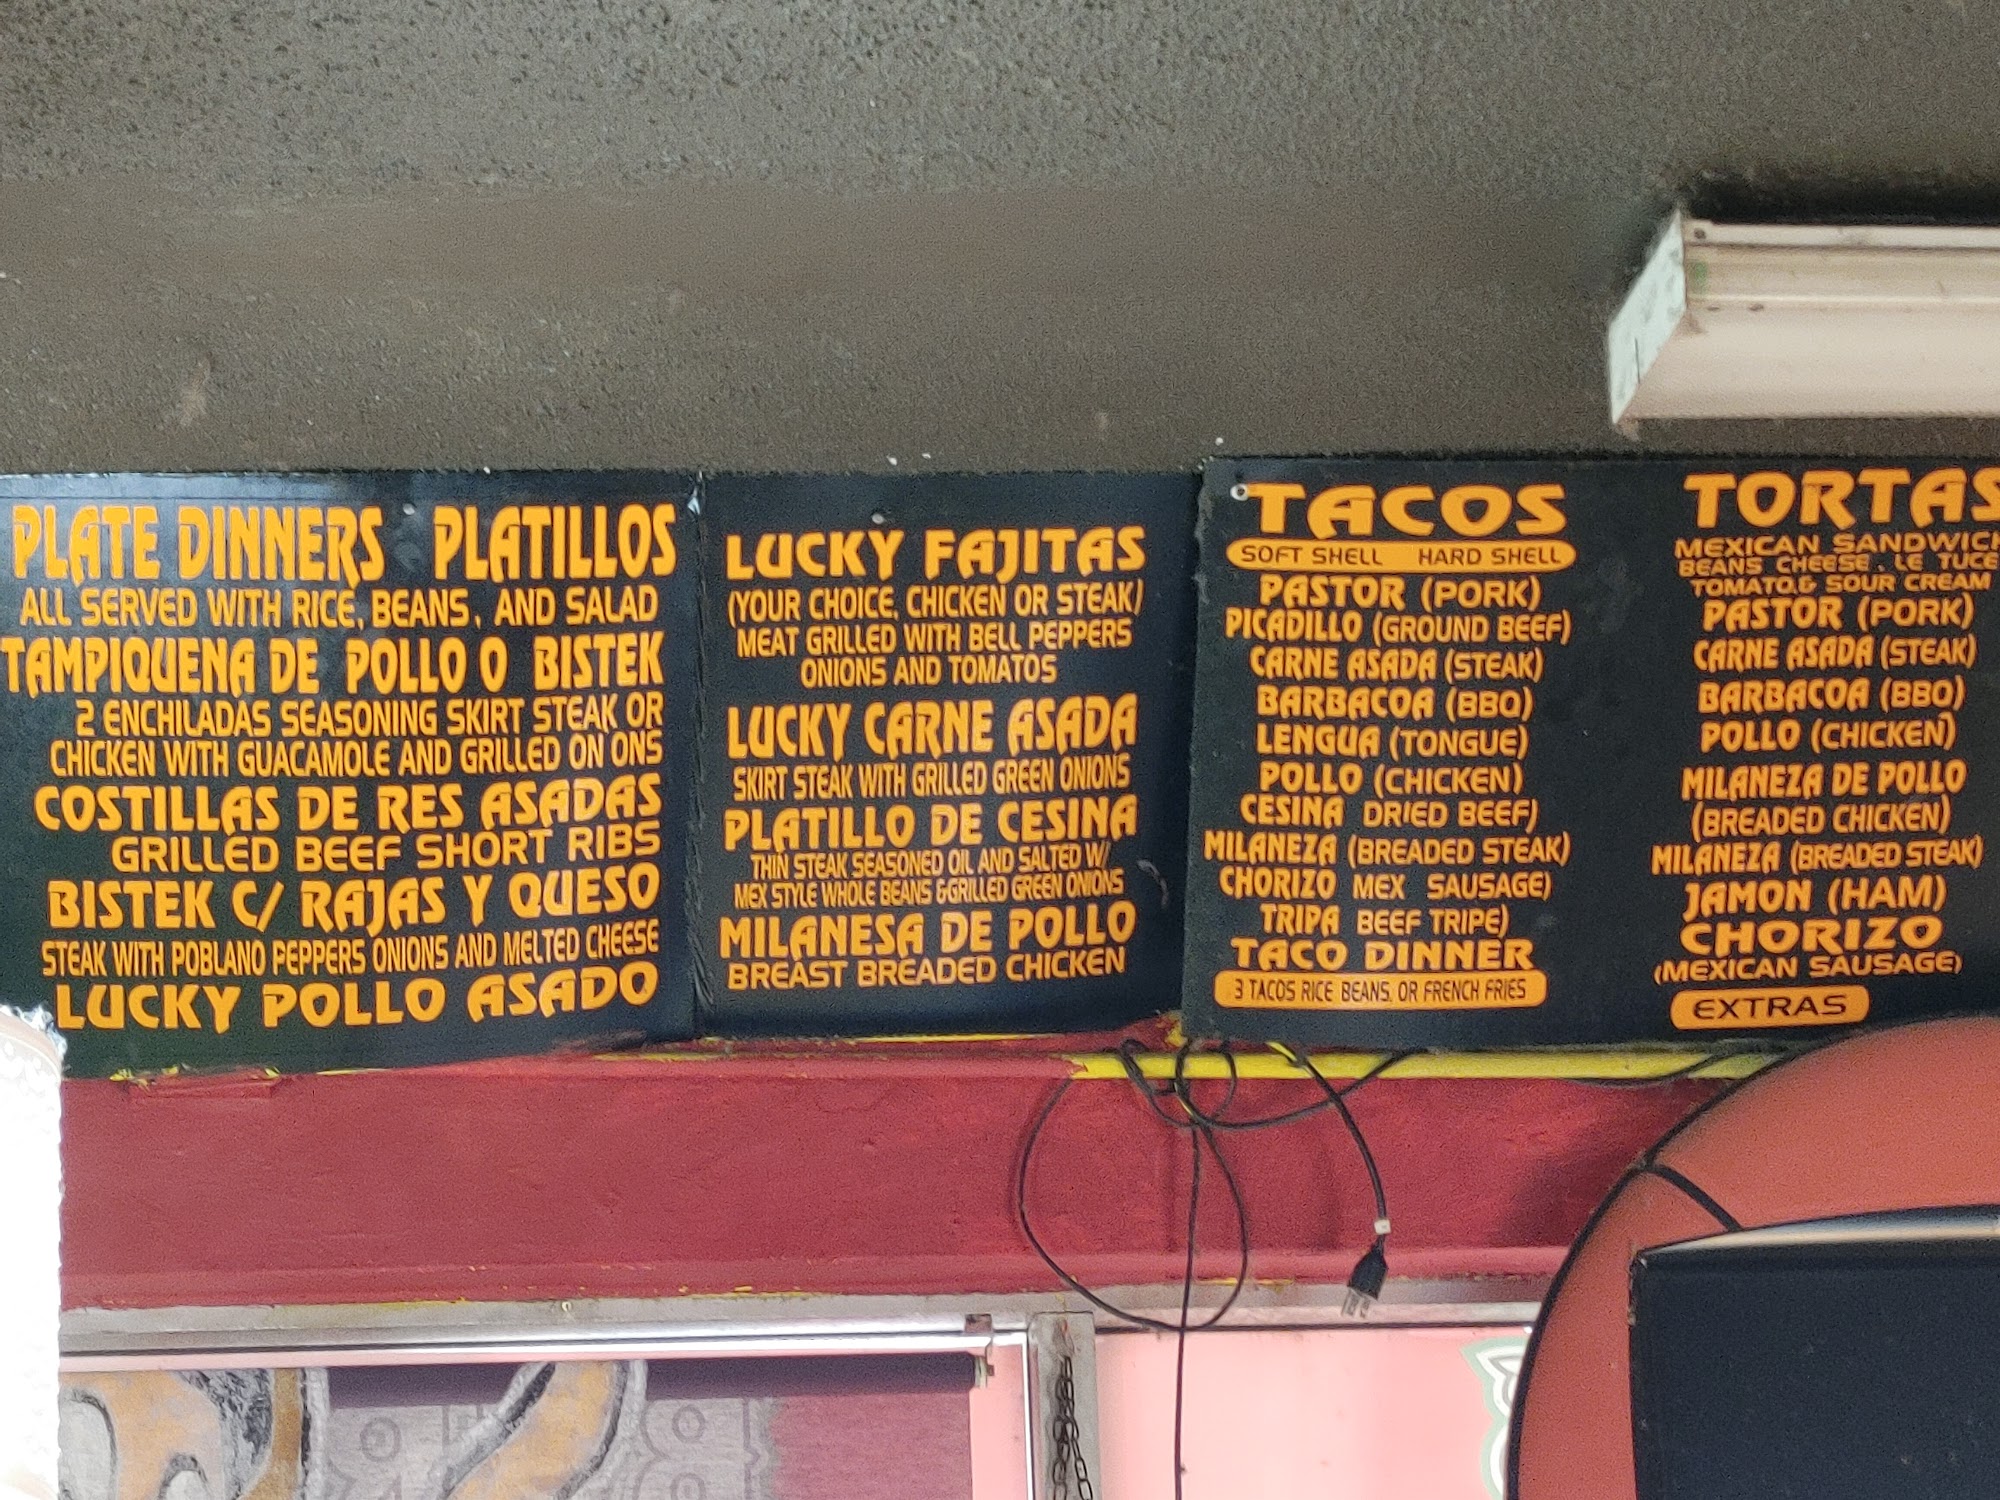 PLATE DINNERS PLATILLOS
ALL SERVED WITH RICE, BEANS, AND SALAD
TAMPIQUENA DE POLLO O BISTEK
2 ENCHILADAS SEASONING SKIRT STEAK OR
CHICKEN WITH GUACAMOLE AND GRILLED ON ONS
COSTILLAS DE RES ASADAS
GRILLED BEEF SHORT RIBS
BISTEK C/ RAJAS Y QUESO
STEAK WITH POBLANO PEPPERS ONIONS AND MELTED CHEESE
LUCKY POLLO ASADO
LUCKY FAJITAS
(YOUR CHOICE, CHICKEN OR STEAK)
MEAT GRILLED WITH BELL PEPPERS
ONIONS AND TOMATOS
LUCKY CARNE ASADA
SKIRT STEAK WITH GRILLED GREEN ONIONS
PLATILLO DE CESINA
THIN STEAK SEASONED OIL AND SALTED W/
MEX STYLE WHOLE BEANS & GRILLED GREEN ONIONS
MILANESA DE POLLO
BREAST BREADED CHICKEN
TACOS
SOFT SHELL HARD SHELL
PASTOR (PORK)
PICADILLO (GROUND BEEF)
CARNE ASADA (STEAK)
BARBACOA (BBQ)
LENGUA (TONGUE)
POLLO (CHICKEN)
CESINA DRIED BEEF)
MILANEZA (BREADED STEAK)
CHORIZO MEX SAUSAGE)
TRIPA BEEF TRIPE)
TACO DINNER
3 TACOS RICE BEANS, OR FRENCH FRIES
TORTAS
MEXICAN SANDWICH
BEANS CHEESE, LE TUCE
TOMATO,& SOUR CREAM
PASTOR (PORK)
CARNE ASADA (STEAK)
BARBACOA (BBQ)
POLLO (CHICKEN)
MILANEZA DE POLLO
(BREADED CHICKEN)
MILANEZA (BREADED STEAK)
JAMON (HAM)
CHORIZO
(MEXICAN SAUSAGE)
EXTRAS